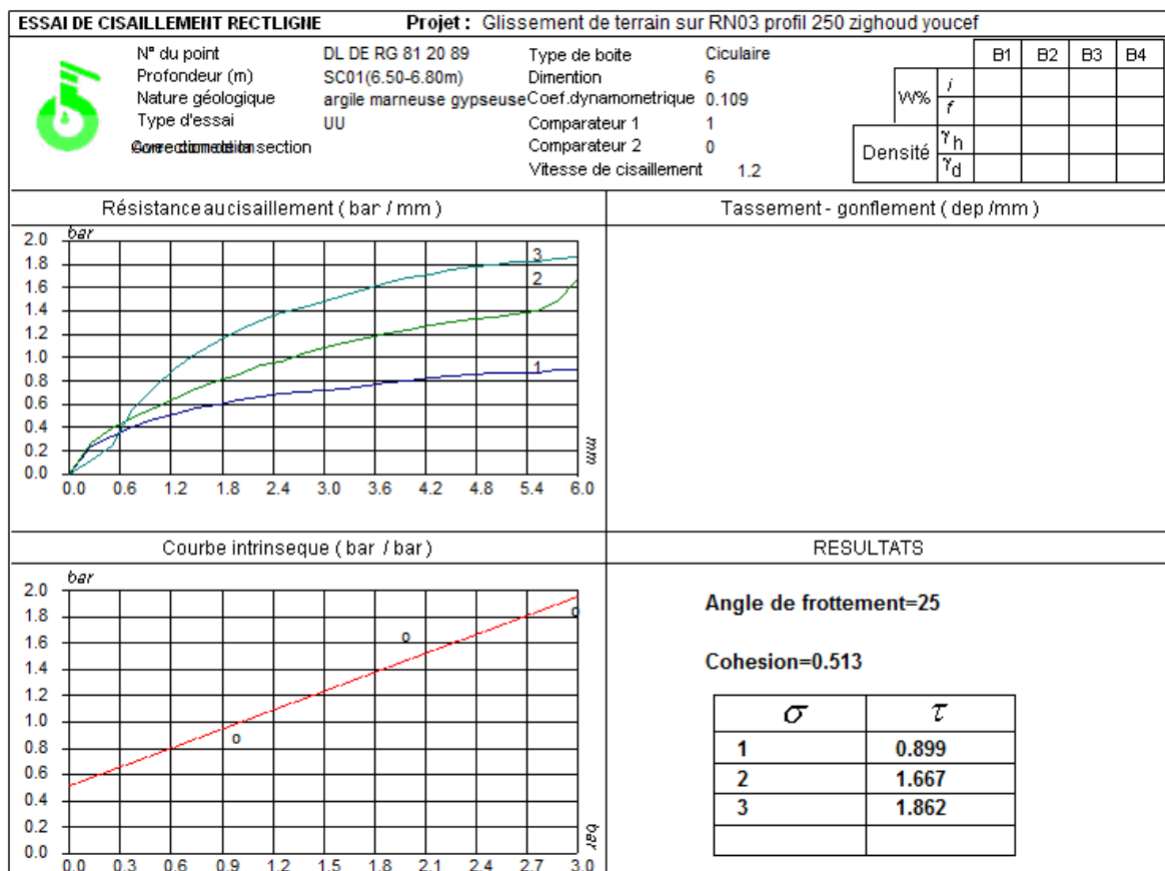 ESSAI DE CISAILLEMENT RECTLIGNE Projet : Glissement de terrain sur RN03 profil 250 zighoud youcef
N° du point DL DE RG 81 20 89
Profondeur (m) SC01(6.50-6.80m)
Nature géologique argile marneuse gypseuse
Type d'essai UU
section
Type de boite Ciculaire
Dimention 6
Coef.dynamometrique 0.109
Comparateur 1 1
Comparateur 2 0
Vitesse de cisaillement 1.2
B1 B2 B3 B4
W% i
f
Densité γh
γd
Résistance au cisaillement ( bar / mm )
bar
2.0
1.8
1.6
1.4
1.2
1.0
0.8
0.6
0.4
0.2
0.0
3
2
1
mm
0.0 0.6 1.2 1.8 2.4 3.0 3.6 4.2 4.8 5.4 6.0
Tassement - gonflement ( dep /mm )
Courbe intrinseque ( bar / bar )
bar
2.0
1.8
1.6
1.4
1.2
1.0
0.8
0.6
0.4
0.2
0.0
o
o
o
bar
0.0 0.3 0.6 0.9 1.2 1.5 1.8 2.1 2.4 2.7 3.0
RESULTATS
Angle de frottement=25
Cohesion=0.513
σ τ
1 0.899
2 1.667
3 1.862